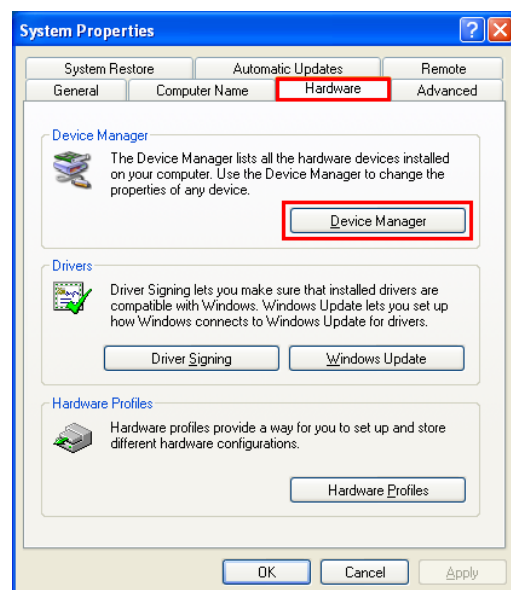 System Properties
System Restore Automatic Updates Remote
General Computer Name Hardware Advanced
Device Manager
The Device Manager lists all the hardware devices installed
on your computer. Use the Device Manager to change the
properties of any device.
Device Manager
Drivers
Driver Signing lets you make sure that installed drivers are
compatible with Windows. Windows Update lets you set up
how Windows connects to Windows Update for drivers.
Driver Signing Windows Update
Hardware Profiles
Hardware profiles provide a way for you to set up and store
different hardware configurations.
Hardware Profiles
OK Cancel Apply